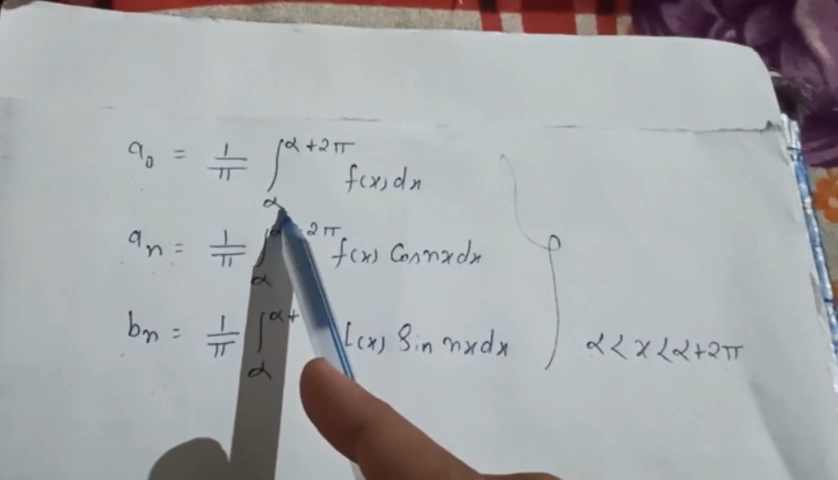 a₀ = 1/π ∫_α^α+2π f(x) dx
aₙ = 1/π ∫_α 2π f(x) Cos nx dx
bₙ = 1/π ∫_α^α+ (x) Sin nx dx
α < x < α+2π